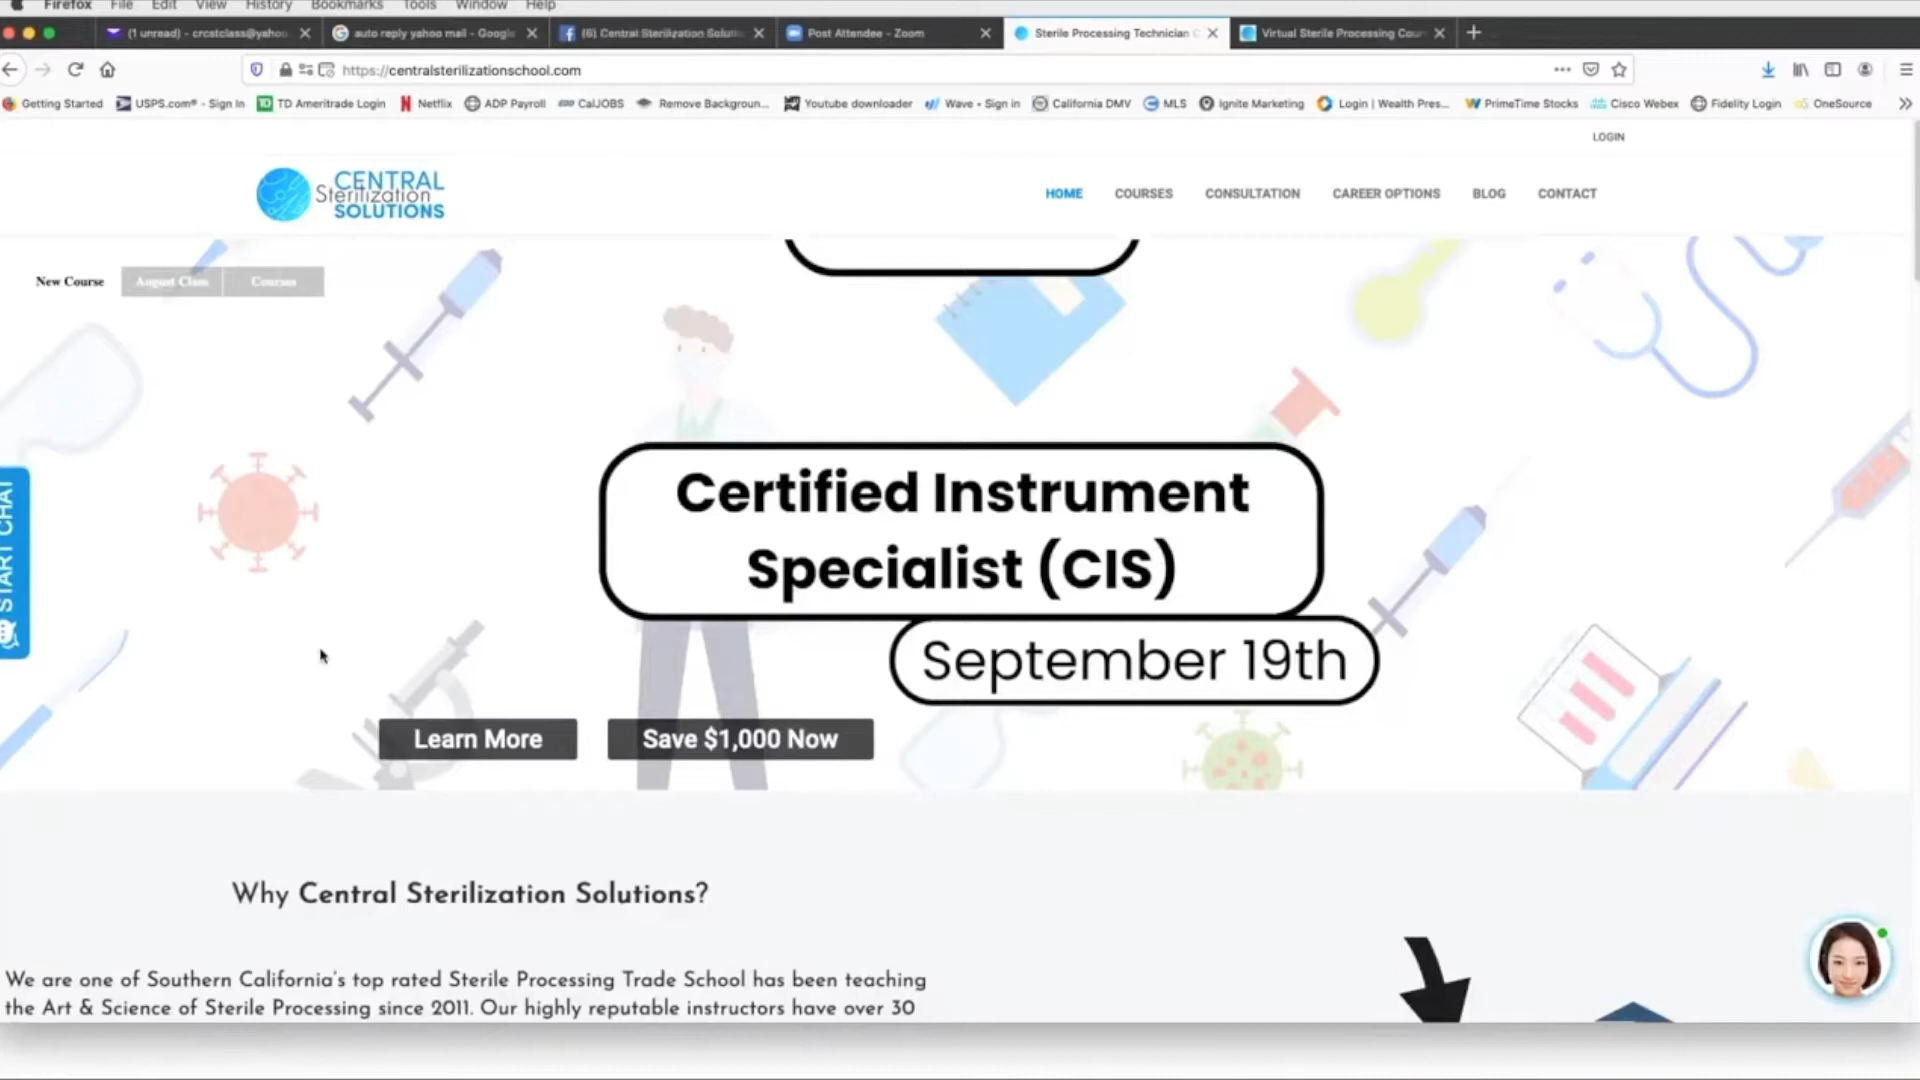 Firefox File Edit View History Bookmarks Tools Window Help
(1 unread) - crcstclass@yahoo.
auto reply yahoo mail - Google
(6) Central Sterilization Solutio
Post Attendee - Zoom
Sterile Processing Technician C
Virtual Sterile Processing Cour
https://centralsterilizationschool.com
Getting Started USPS.com® - Sign In TD Ameritrade Login Netflix ADP Payroll CalJOBS Remove Backgroun... Youtube downloader Wave • Sign in California DMV MLS Ignite Marketing Login | Wealth Pres... PrimeTime Stocks Cisco Webex Fidelity Login OneSource
LOGIN
CENTRAL
Sterilization
SOLUTIONS
HOME COURSES CONSULTATION CAREER OPTIONS BLOG CONTACT
New Course August Class Courses
Certified Instrument
Specialist (CIS)
September 19th
START CHAT
Learn More Save $1,000 Now
Why Central Sterilization Solutions?
We are one of Southern California's top rated Sterile Processing Trade School has been teaching
the Art & Science of Sterile Processing since 2011. Our highly reputable instructors have over 30